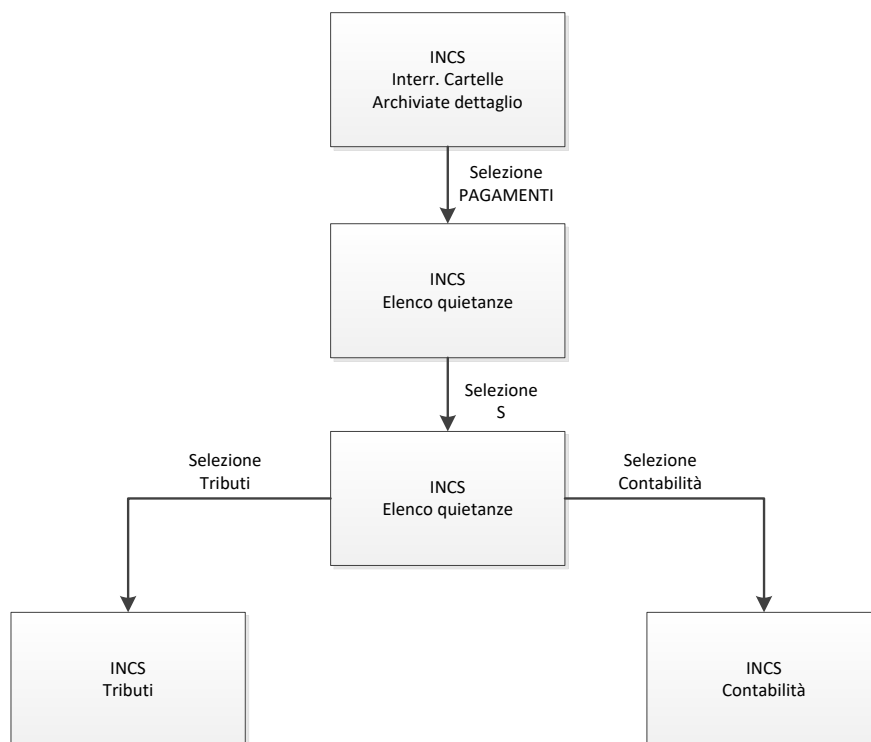 INCS
Interr. Cartelle
Archiviate dettaglio
Selezione
PAGAMENTI
INCS
Elenco quietanze
Selezione
S
Selezione
Tributi
INCS
Elenco quietanze
Selezione
Contabilità
INCS
Tributi
INCS
Contabilità